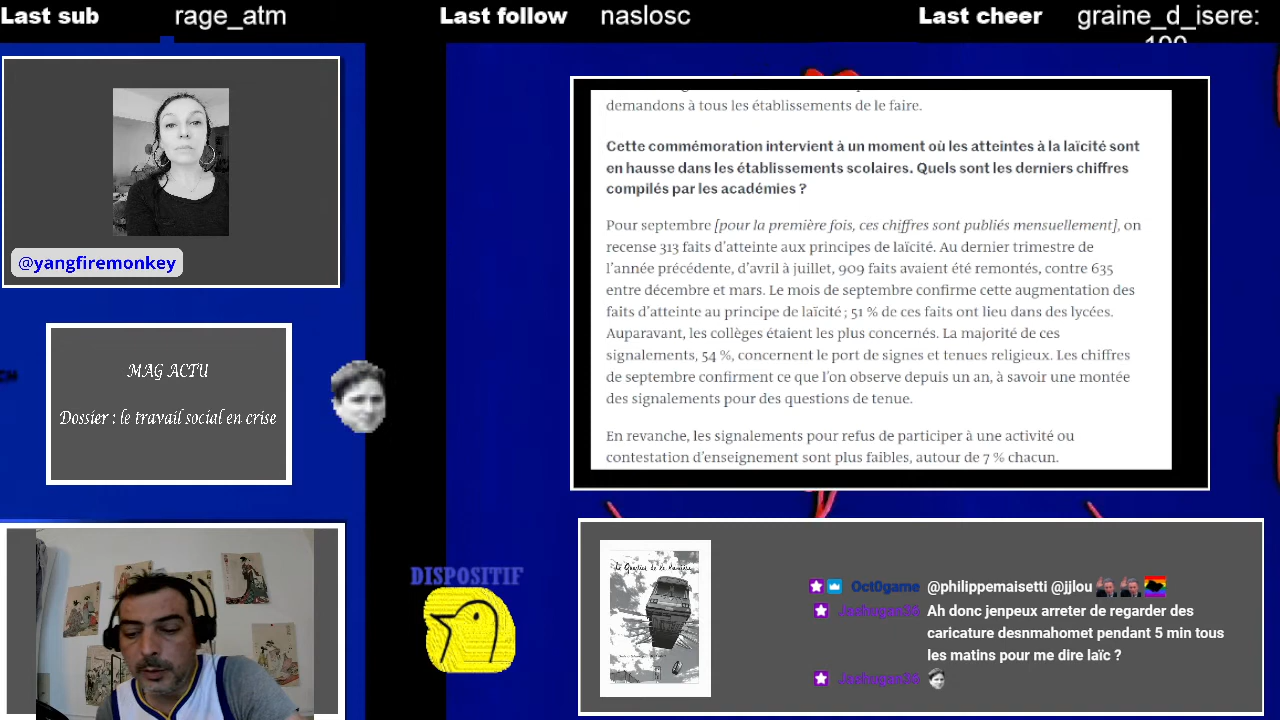 Last sub
rage_atm
Last follow
naslosc
Last cheer
graine_d_isere:
@yangfiremonkey
MAG ACTU
Dossier : le travail social en crise
demandons à tous les établissements de le faire.
Cette commémoration intervient à un moment où les atteintes à la laïcité sont
en hausse dans les établissements scolaires. Quels sont les derniers chiffres
compilés par les académies ?
Pour septembre [pour la première fois, ces chiffres sont publiés mensuellement], on
recense 313 faits d’atteinte aux principes de laïcité. Au dernier trimestre de
l’année précédente, d’avril à juillet, 909 faits avaient été remontés, contre 635
entre décembre et mars. Le mois de septembre confirme cette augmentation des
faits d’atteinte au principe de laïcité ; 51 % de ces faits ont lieu dans des lycées.
Auparavant, les collèges étaient les plus concernés. La majorité de ces
signalements, 54 %, concernent le port de signes et tenues religieux. Les chiffres
de septembre confirment ce que l’on observe depuis un an, à savoir une montée
des signalements pour des questions de tenue.
En revanche, les signalements pour refus de participer à une activité ou
contestation d’enseignement sont plus faibles, autour de 7 % chacun.
DISPOSITIF
Oct0game @philippemaisetti @jjlou
Ah donc jenpeux arreter de regarder des
caricature desnmahomet pendant 5 min tous
les matins pour me dire laïc ?